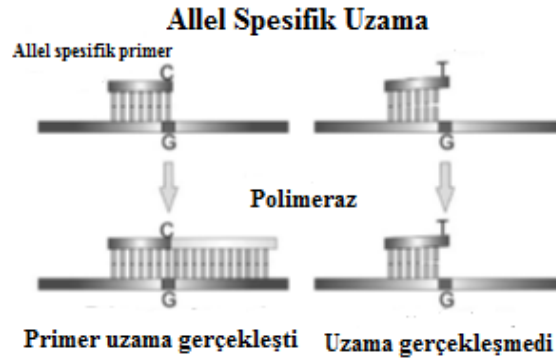 Allel Spesifik Uzama
Allel spesifik primer
C
T
G
G
Polimeraz
C
T
G
G
Primer uzama gerçekleşti
Uzama gerçekleşmedi